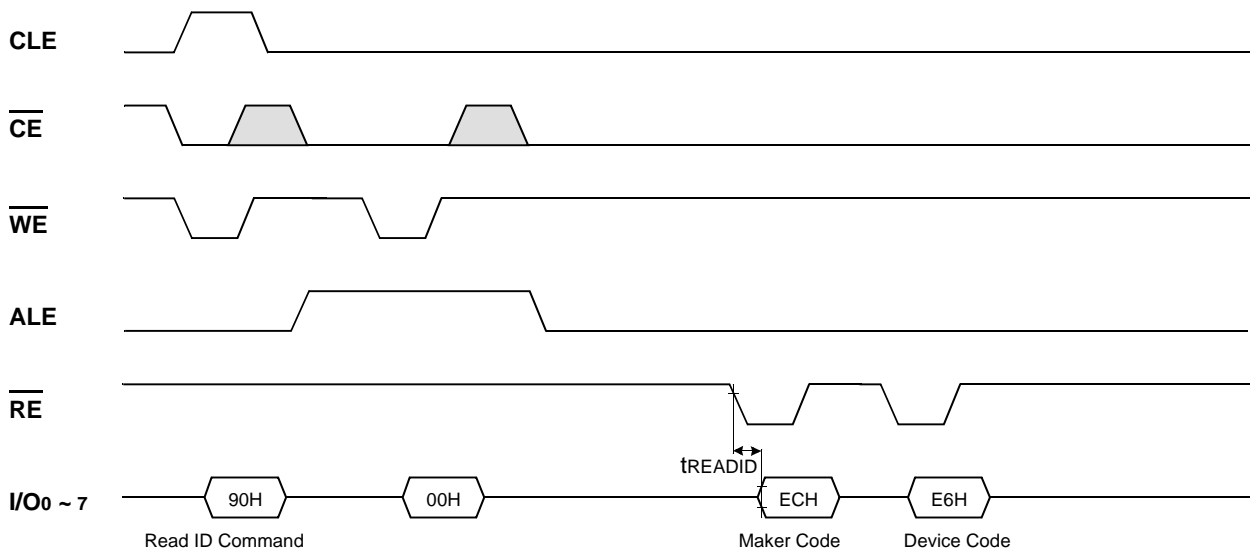 CLE
CE
WE
ALE
RE
tREADID
I/O0 ~ 7
90H
00H
ECH
E6H
Read ID Command
Maker Code
Device Code